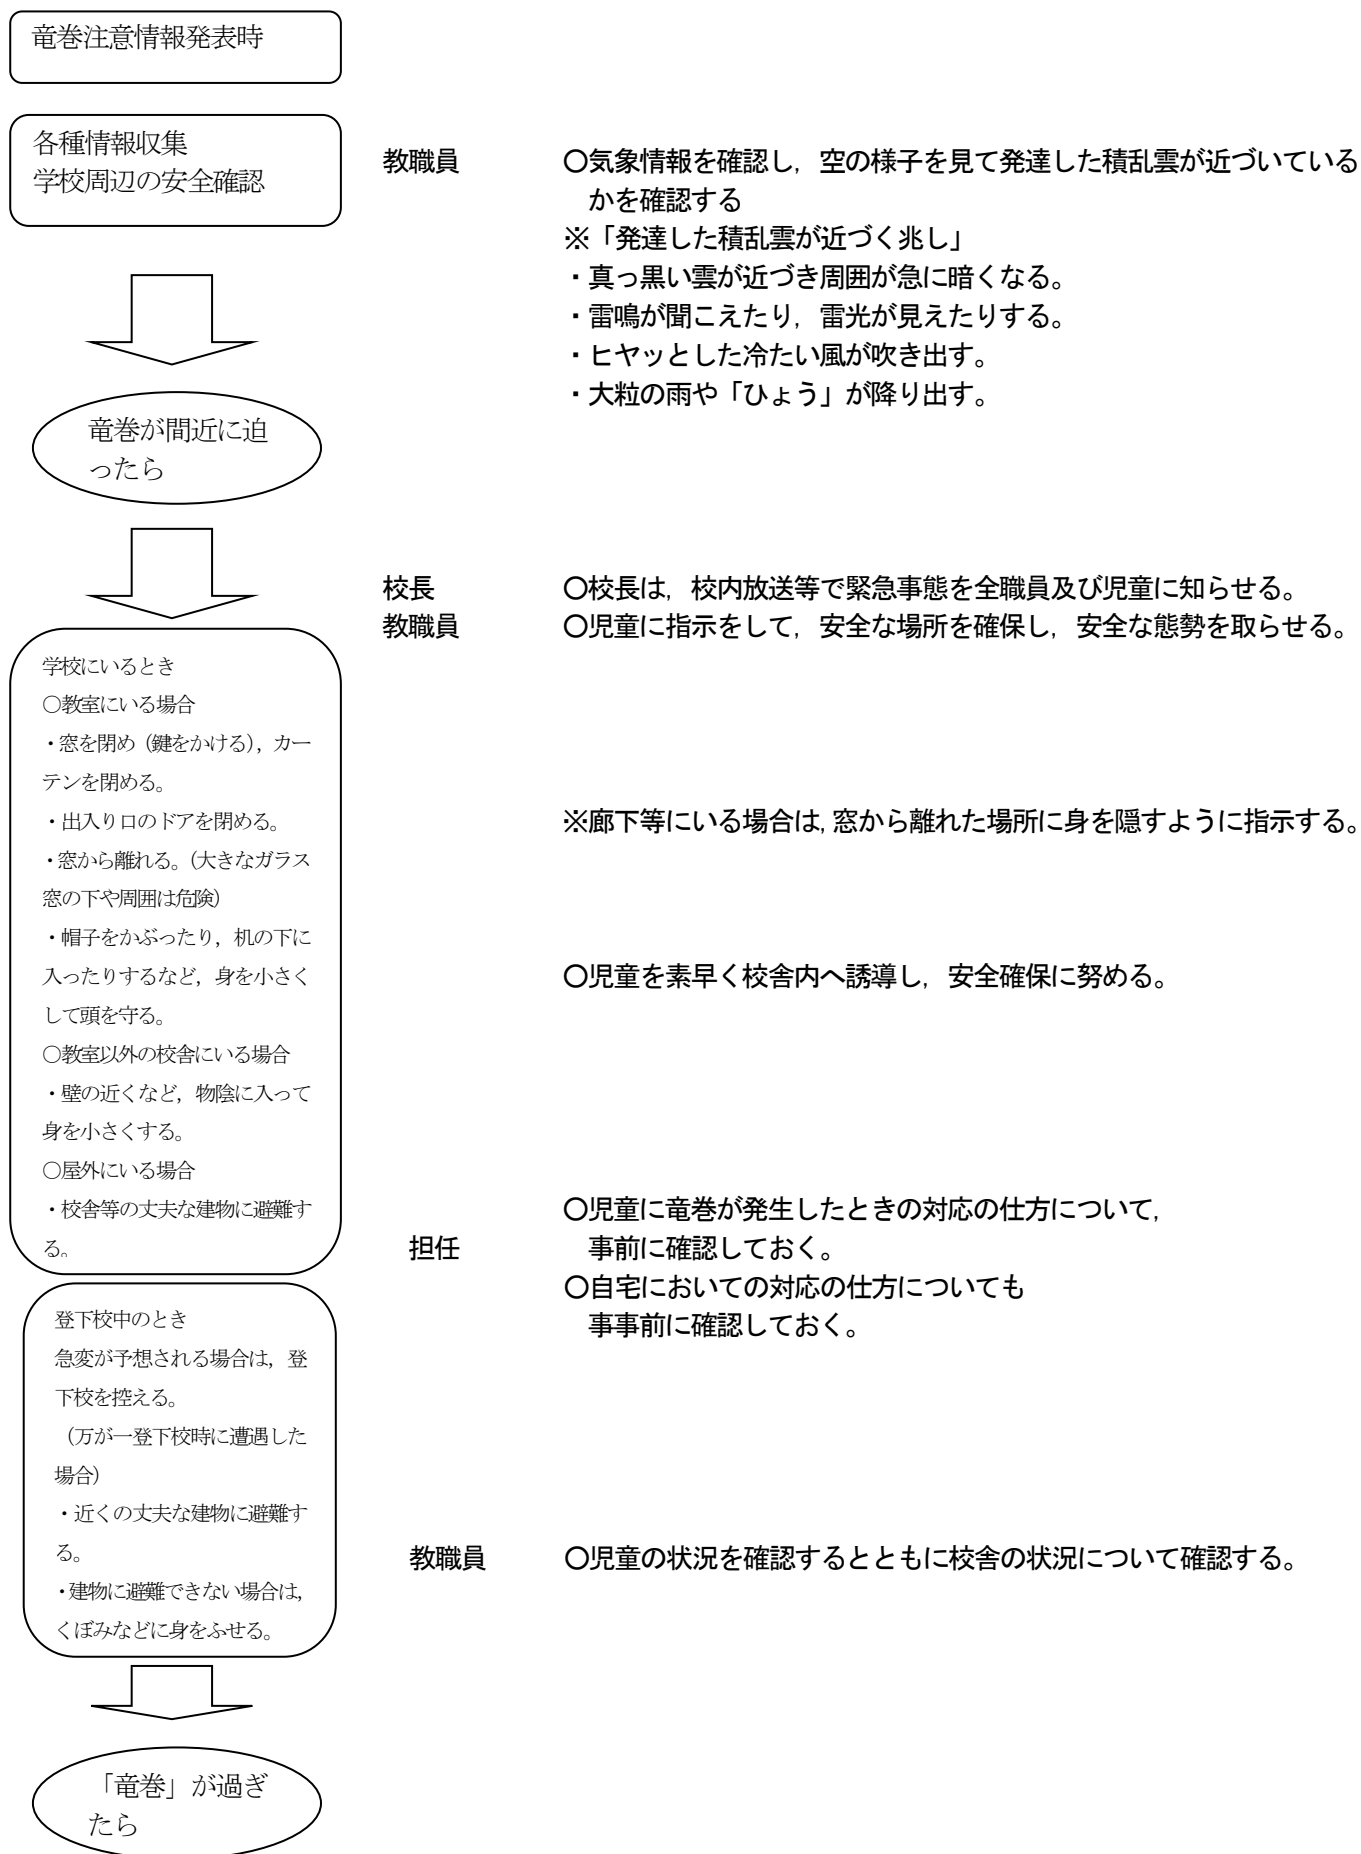 竜巻注意情報発表時
各種情報収集
学校周辺の安全確認
教職員
〇気象情報を確認し，空の様子を見て発達した積乱雲が近づいている
かを確認する
※「発達した積乱雲が近づく兆し」
・真っ黒い雲が近づき周囲が急に暗くなる。
・雷鳴が聞こえたり，雷光が見えたりする。
・ヒヤッとした冷たい風が吹き出す。
・大粒の雨や「ひょう」が降り出す。
竜巻が間近に迫
ったら
校長
〇校長は，校内放送等で緊急事態を全職員及び児童に知らせる。
教職員
〇児童に指示をして，安全な場所を確保し，安全な態勢を取らせる。
学校にいるとき
〇教室にいる場合
・窓を閉め（鍵をかける），カー
テンを閉める。
・出入り口のドアを閉める。
・窓から離れる。（大きなガラス
窓の下や周囲は危険）
・帽子をかぶったり，机の下に
入ったりするなど，身を小さく
して頭を守る。
〇教室以外の校舎にいる場合
・壁の近くなど，物陰に入って
身を小さくする。
〇屋外にいる場合
・校舎等の丈夫な建物に避難す
る。
※廊下等にいる場合は，窓から離れた場所に身を隠すように指示する。
〇児童を素早く校舎内へ誘導し，安全確保に努める。
担任
〇児童に竜巻が発生したときの対応の仕方について，
事前に確認しておく。
〇自宅においての対応の仕方についても
事事前に確認しておく。
登下校中のとき
急変が予想される場合は，登
下校を控える。
（万が一登下校時に遭遇した
場合）
・近くの丈夫な建物に避難す
る。
・建物に避難できない場合は，
くぼみなどに身をふせる。
教職員
〇児童の状況を確認するとともに校舎の状況について確認する。
「竜巻」が過ぎ
たら